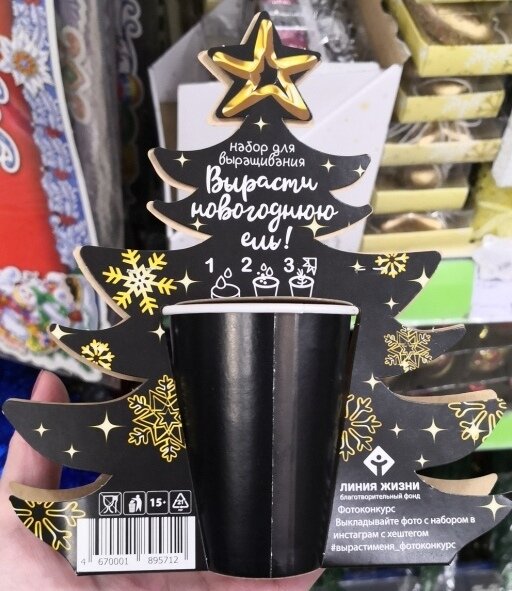 набор для
выращивания
Вырасти
новогоднюю
ель!
1 2 3
ЛИНИЯ ЖИЗНИ
благотворительный фонд
Фотоконкурс
Выкладывайте фото с набором в
инстаграм с хештегом
#вырастименя_фотоконкурс
15+
21
4 670001 895712